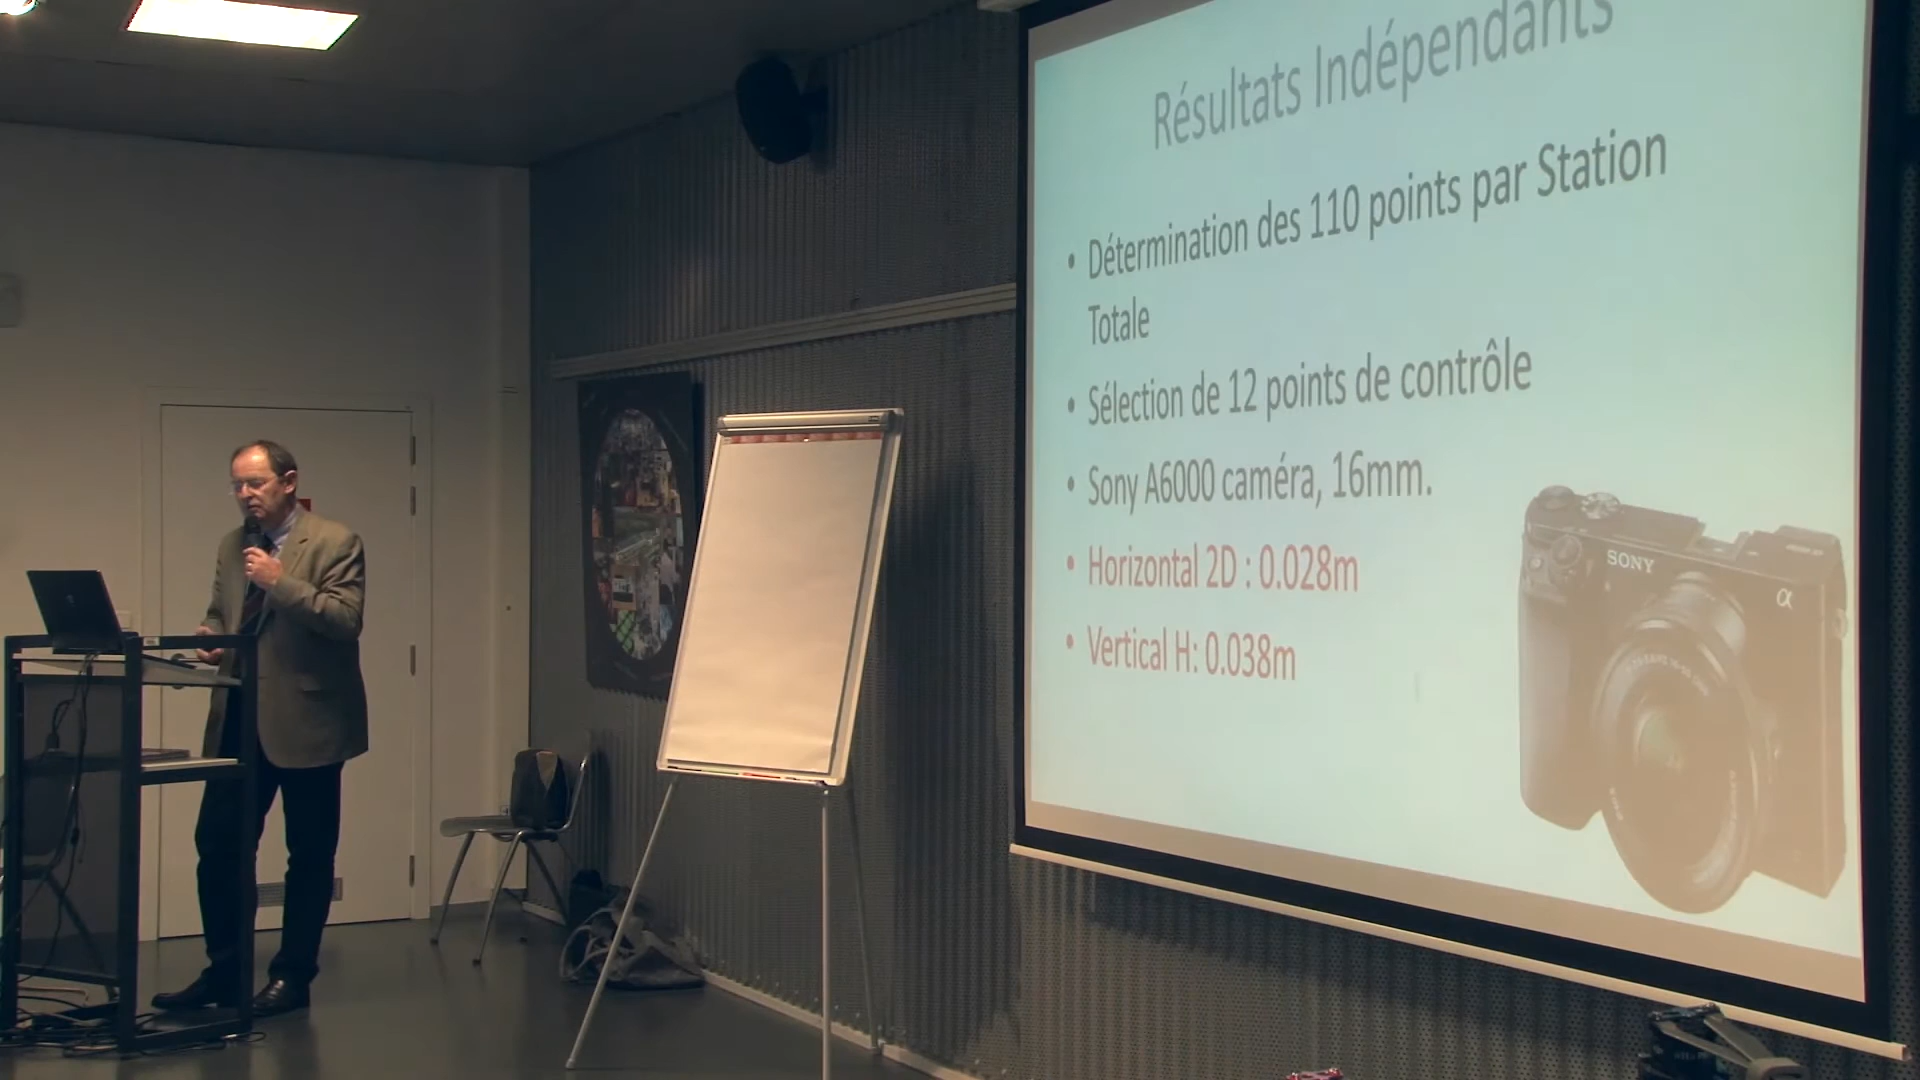 Résultats Indépendants
• Détermination des 110 points par Station
Totale
• Sélection de 12 points de contrôle
• Sony A6000 caméra, 16mm.
• Horizontal 2D : 0.028m
• Vertical H: 0.038m
SONY
α